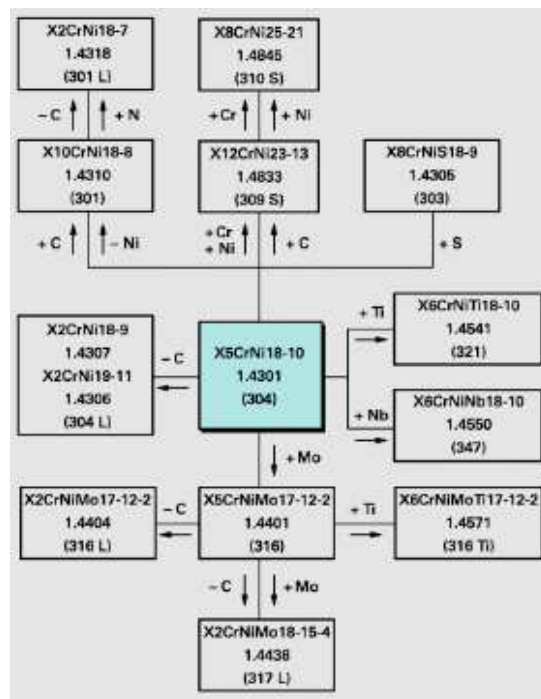 X2CrNi18-7
1.4318
(301 L)
X8CrNi25-21
1.4845
(310 S)
– C
+ N
+Cr
+ Ni
X10CrNi18-8
1.4310
(301)
X12CrNi23-13
1.4833
(309 S)
X8CrNiS18-9
1.4305
(303)
+ C
– Ni
+ Cr
+ Ni
+ C
+ S
X2CrNi18-9
1.4307
X2CrNi19-11
1.4306
(304 L)
– C
X5CrNi18-10
1.4301
(304)
+ Ti
X6CrNiTi18-10
1.4541
(321)
+ Nb
X6CrNiNb18-10
1.4550
(347)
+ Mo
X2CrNiMo17-12-2
1.4404
(316 L)
– C
X5CrNiMo17-12-2
1.4401
(316)
+ Ti
X6CrNiMoTi17-12-2
1.4571
(316 Ti)
– C
+Mo
X2CrNiMo18-15-4
1.4438
(317 L)